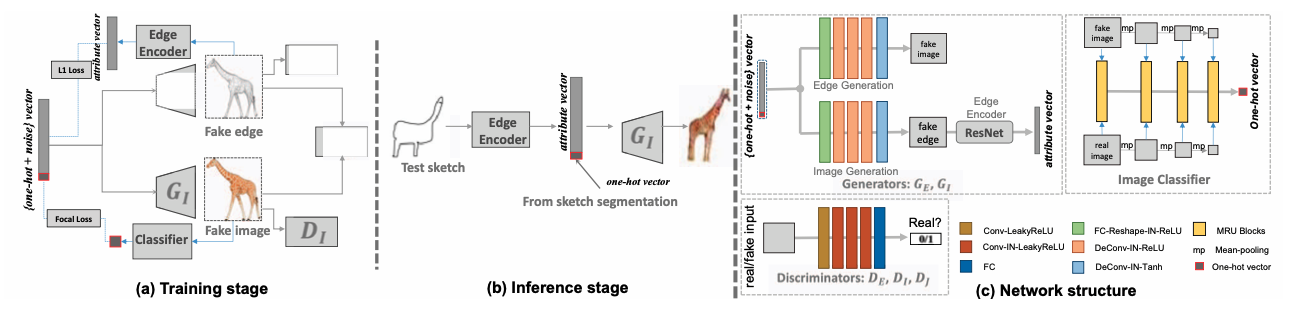 {one-hot + noise} vector
L1 Loss
attribute vector
Edge
Encoder
Fake edge
G_I
Fake image
D_I
Focal Loss
Classifier
(a) Training stage
Test sketch
Edge
Encoder
attribute vector
G_I
one-hot vector
From sketch segmentation
(b) Inference stage
{one-hot + noise} vector
fake
image
Edge Generation
fake
edge
Edge
Encoder
ResNet
attribute vector
Image Generation
Generators: G_E, G_I
fake
image
mp
mp
mp
real
image
mp
mp
mp
One-hot vector
Image Classifier
real/fake input
Real?
0/1
Discriminators: D_E, D_I, D_J
Conv-LeakyReLU
Conv-IN-LeakyReLU
FC
FC-Reshape-IN-ReLU
DeConv-IN-ReLU
DeConv-IN-Tanh
MRU Blocks
mp
Mean-pooling
One-hot vector
(c) Network structure